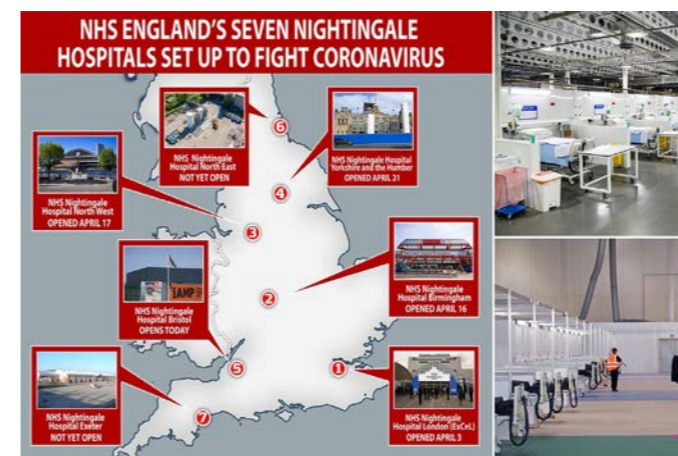 NHS ENGLAND'S SEVEN NIGHTINGALE
HOSPITALS SET UP TO FIGHT CORONAVIRUS
6
NHS Nightingale
Hospital North East
NOT YET OPEN
NHS Nightingale Hospital
Yorkshire and the Humber
OPENED APRIL 21
4
NHS Nightingale
Hospital North West
OPENED APRIL 17
3
NHS Nightingale
Hospital Birmingham
OPENED APRIL 16
2
IAMP
NHS Nightingale
Hospital Bristol
OPENS TODAY
5
1
NHS Nightingale
Hospital Exeter
NOT YET OPEN
7
NHS Nightingale
Hospital London (ExCeL)
OPENED APRIL 3